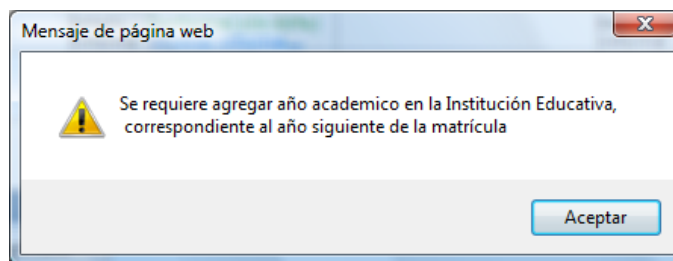 Mensaje de página web
Se requiere agregar año academico en la Institución Educativa,
correspondiente al año siguiente de la matrícula
Aceptar